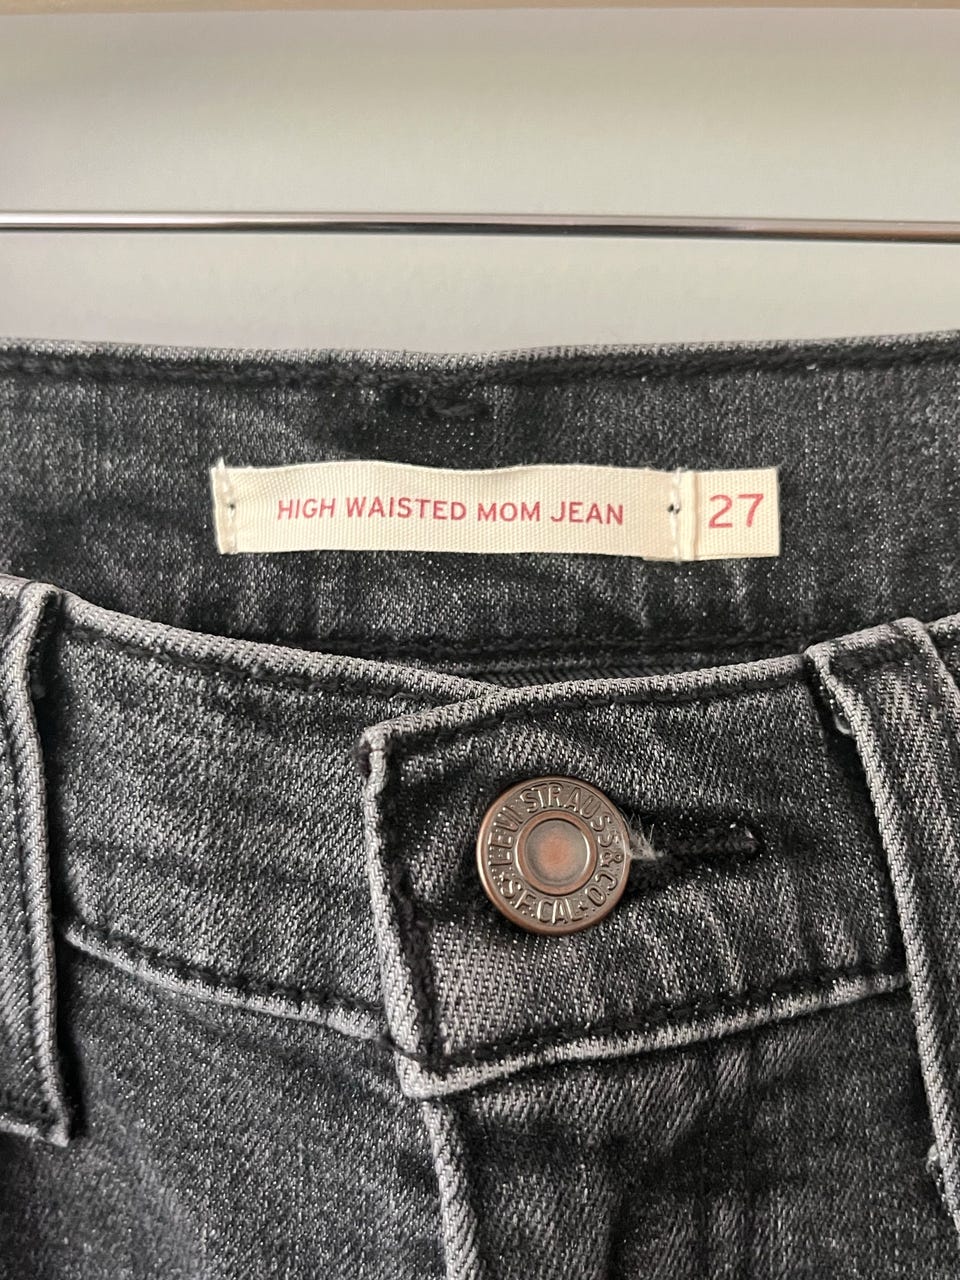 HIGH WAISTED MOM JEAN 27
LEVI STRAUSS & CO.
S.F. CAL